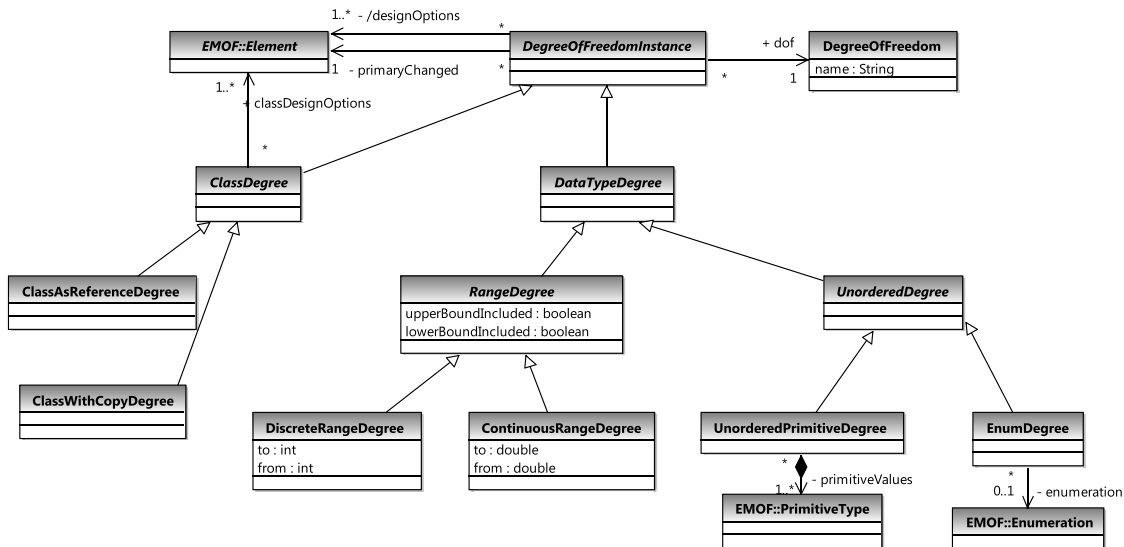 1..* - /designOptions
*
EMOF::Element
DegreeOfFreedomInstance
+ dof
DegreeOfFreedom
name : String
1 - primaryChanged
*
*
1
1..*
+ classDesignOptions
*
ClassDegree
DataTypeDegree
ClassAsReferenceDegree
RangeDegree
upperBoundIncluded : boolean
lowerBoundIncluded : boolean
UnorderedDegree
ClassWithCopyDegree
DiscreteRangeDegree
to : int
from : int
ContinuousRangeDegree
to : double
from : double
UnorderedPrimitiveDegree
EnumDegree
*
1..*
- primitiveValues
*
0..1
- enumeration
EMOF::PrimitiveType
EMOF::Enumeration